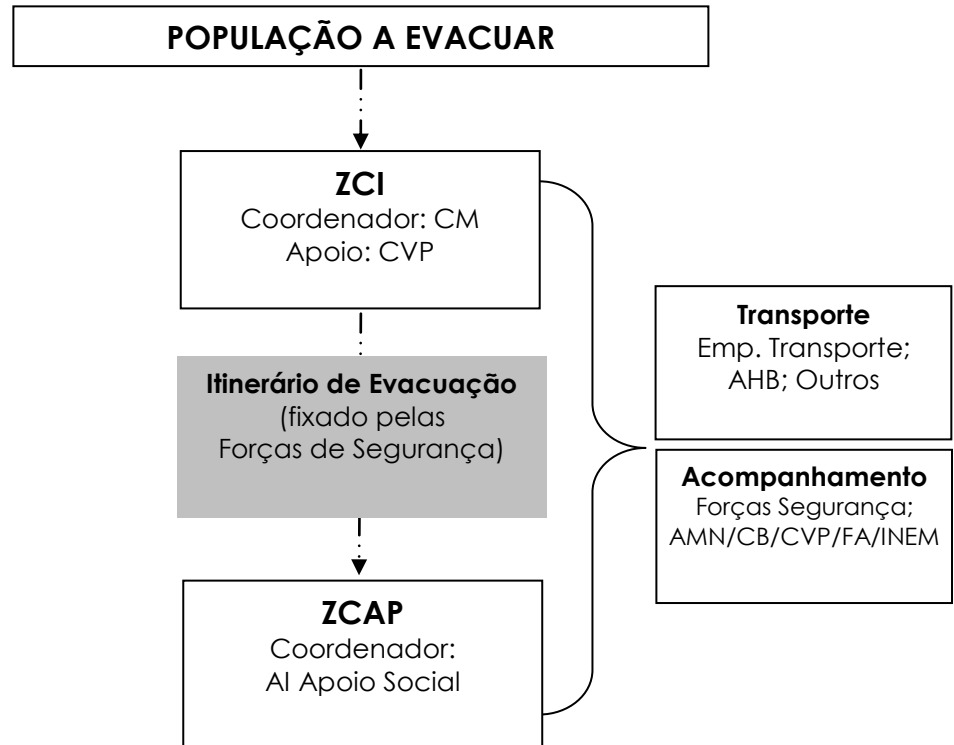 POPULAÇÃO A EVACUAR
ZCI
Coordenador: CM
Apoio: CVP
Itinerário de Evacuação
(fixado pelas
Forças de Segurança)
ZCAP
Coordenador:
AI Apoio Social
Transporte
Emp. Transporte;
AHB; Outros
Acompanhamento
Forças Segurança;
AMN/CB/CVP/FA/INEM